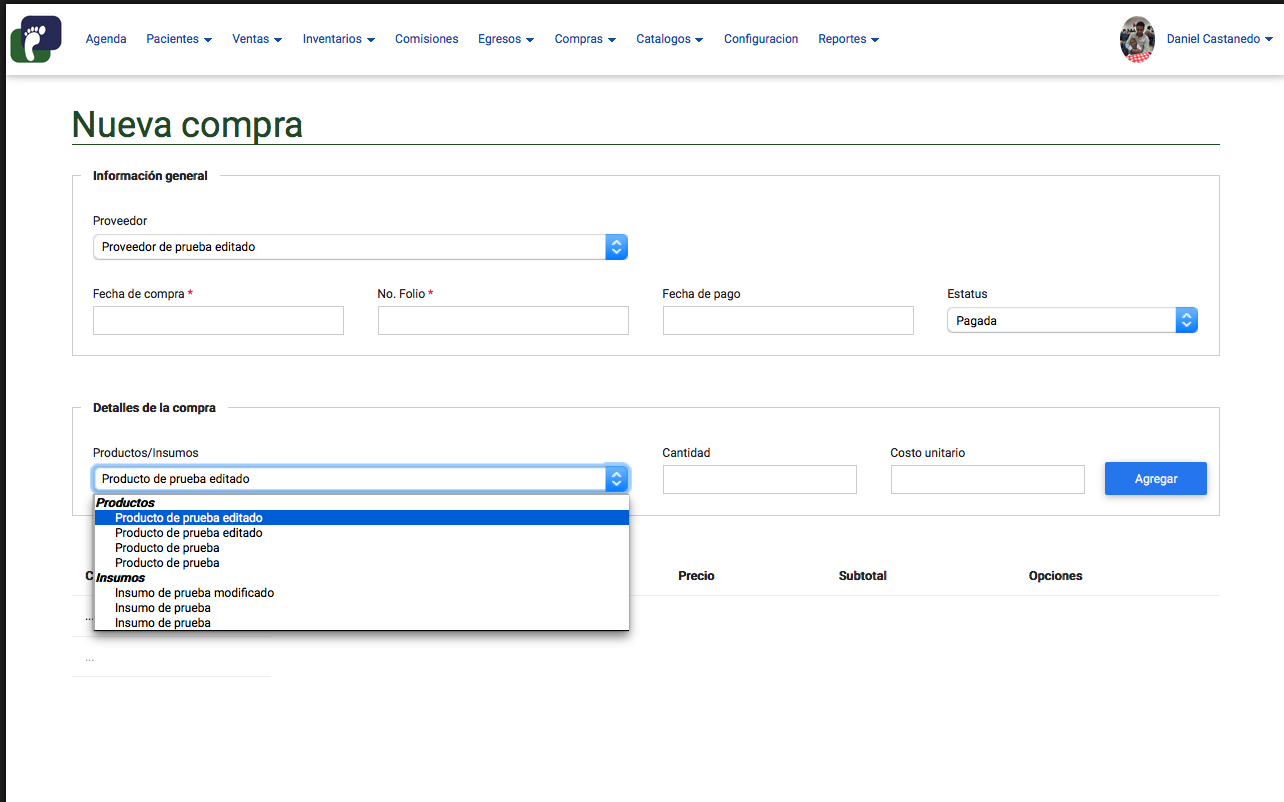 Agenda Pacientes Ventas Inventarios Comisiones Egresos Compras Catalogos Configuracion Reportes Daniel Castanedo
Nueva compra
Información general
Proveedor
Proveedor de prueba editado
Fecha de compra * No. Folio * Fecha de pago Estatus
Pagada
Detalles de la compra
Productos/Insumos Cantidad Costo unitario
Producto de prueba editado Agregar
Productos
Producto de prueba editado
Producto de prueba editado
Producto de prueba
Producto de prueba
C Insumos Precio Subtotal Opciones
Insumo de prueba modificado
Insumo de prueba
... Insumo de prueba
...